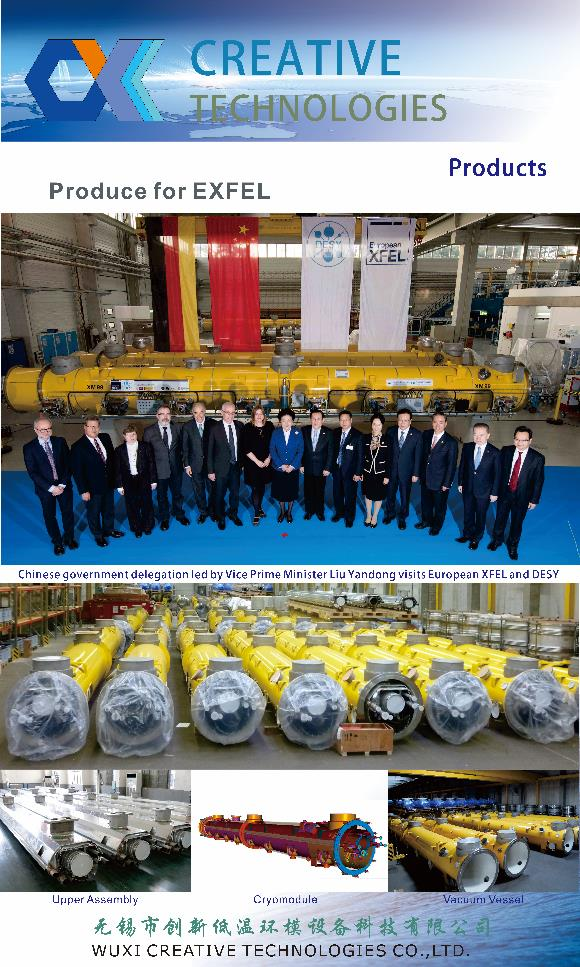 CREATIVE
TECHNOLOGIES
Products
Produce for EXFEL
DESY
European
XFEL
XM99
XM99
Chinese government delegation led by Vice Prime Minister Liu Yandong visits European XFEL and DESY
Upper Assembly
Cryomodule
Vacuum Vessel
无锡市创新低温环模设备科技有限公司
WUXI CREATIVE TECHNOLOGIES CO.,LTD.